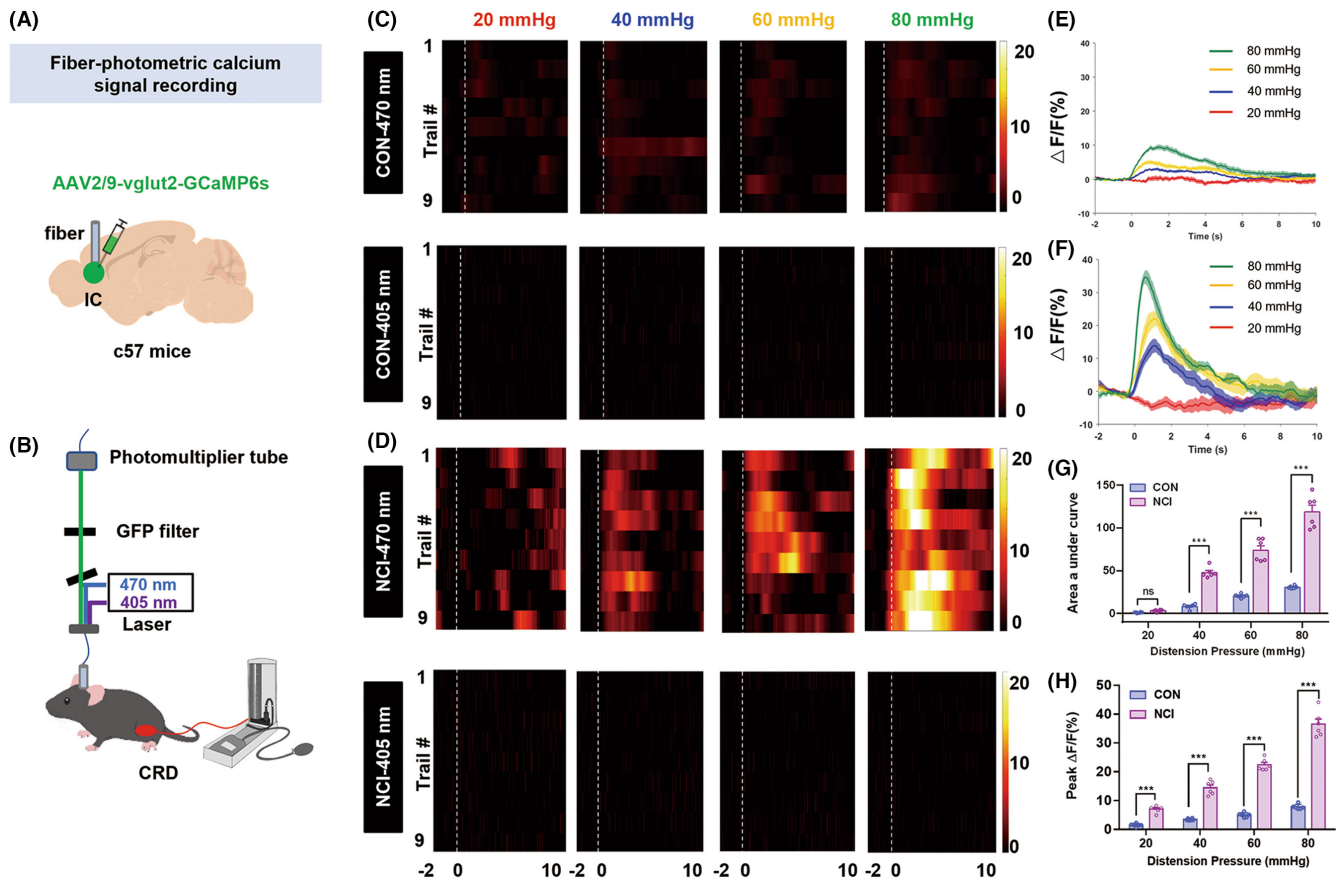 (A)
Fiber-photometric calcium
signal recording
AAV2/9-vglut2-GCaMP6s
fiber
IC
c57 mice
(B)
Photomultiplier tube
GFP filter
470 nm
405 nm
Laser
CRD
(C)
20 mmHg 40 mmHg 60 mmHg 80 mmHg
CON-470 nm
1
Trail #
9
20
10
0
CON-405 nm
1
Trail #
9
20
10
0
(D)
NCI-470 nm
1
Trail #
9
20
10
0
NCI-405 nm
1
Trail #
9
20
10
0
-2 0 10 -2 0 10 -2 0 10 -2 0 10
(E)
△ F/F(%)
40
30
20
10
0
-10
80 mmHg
60 mmHg
40 mmHg
20 mmHg
-2 0 2 4 6 8 10
Time (s)
(F)
△ F/F(%)
40
30
20
10
0
-10
80 mmHg
60 mmHg
40 mmHg
20 mmHg
-2 0 2 4 6 8 10
Time (s)
(G)
Area a under curve
150
100
50
0
CON
NCI
ns *** *** ***
20 40 60 80
Distension Pressure (mmHg)
(H)
Peak ΔF/F(%)
50
40
30
20
10
0
CON
NCI
*** *** *** ***
20 40 60 80
Distension Pressure (mmHg)